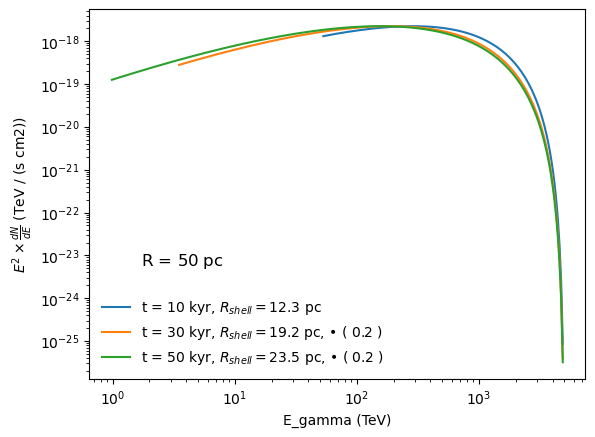 10⁻¹⁸
10⁻¹⁹
10⁻²⁰
10⁻²¹
10⁻²²
10⁻²³
10⁻²⁴
10⁻²⁵
E² × dN/dE (TeV / (s cm2))
R = 50 pc
t = 10 kyr, R_shell = 12.3 pc
t = 30 kyr, R_shell = 19.2 pc, • ( 0.2 )
t = 50 kyr, R_shell = 23.5 pc, • ( 0.2 )
10⁰ 10¹ 10² 10³
E_gamma (TeV)